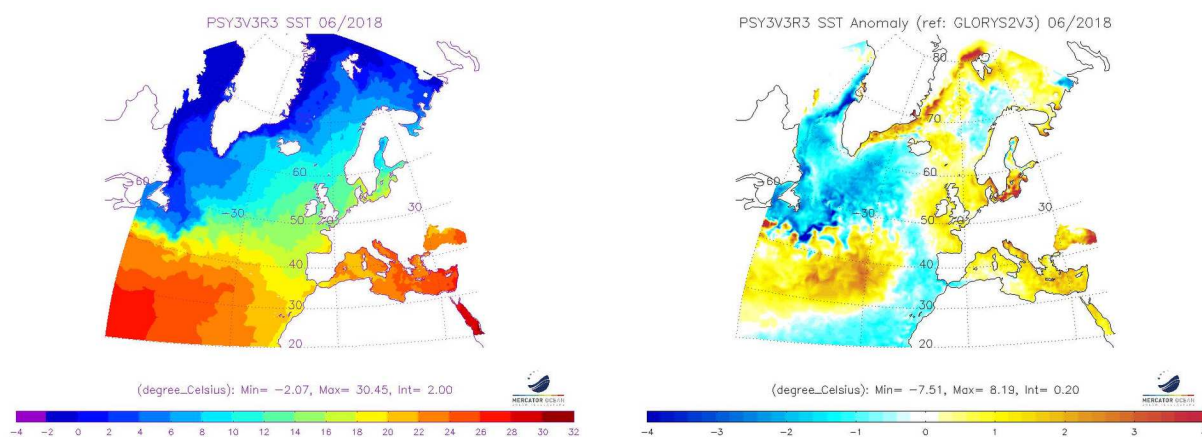 PSY3V3R3 SST 06/2018
80
70
60
−60
−30
50
30
40
30
20
(degree_Celsius): Min= −2.07, Max= 30.45, Int= 2.00
MERCATOR OCEAN
−4 −2 0 2 4 6 8 10 12 14 16 18 20 22 24 26 28 30 32
PSY3V3R3 SST Anomaly (ref: GLORYS2V3) 06/2018
80
70
60
−60
−30
50
30
40
30
20
(degree_Celsius): Min= −7.51, Max= 8.19, Int= 0.20
MERCATOR OCEAN
−4 −3 −2 −1 0 1 2 3